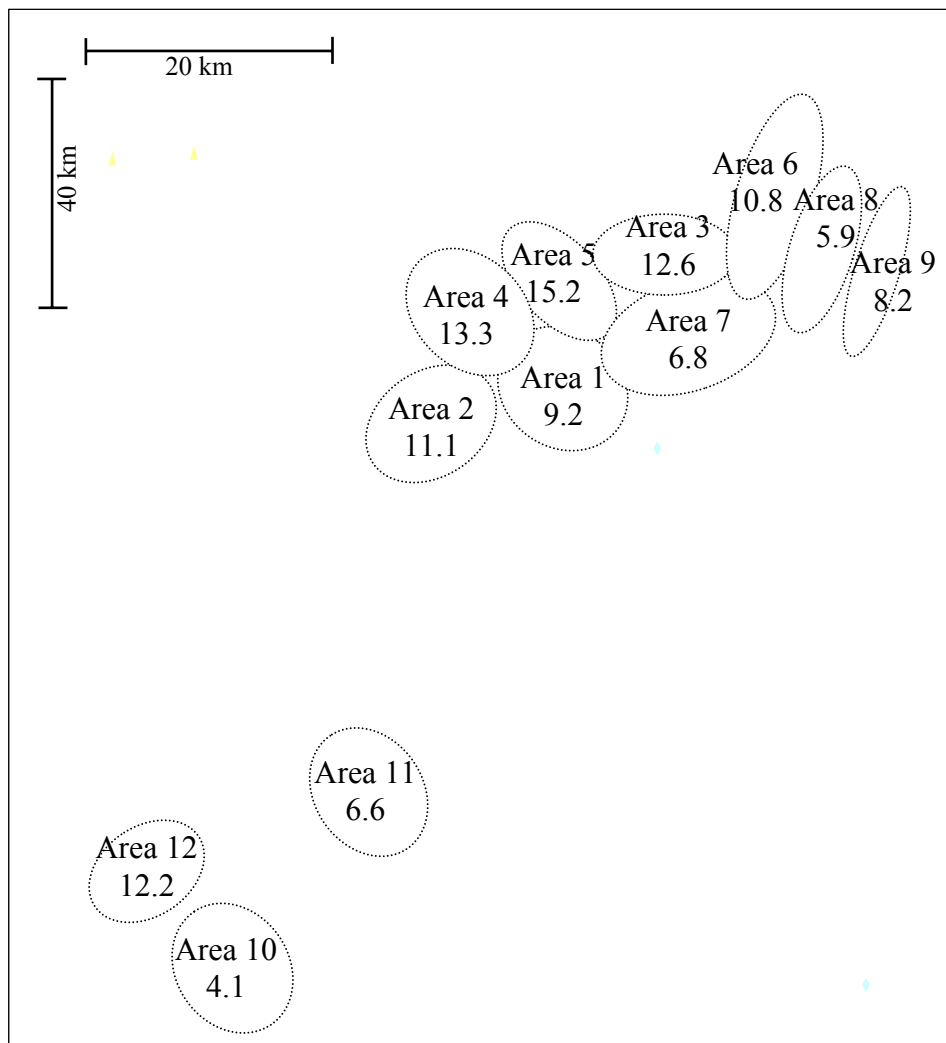 20 km
40 km
Area 6
10.8
Area 8
5.9
Area 3
12.6
Area 9
8.2
Area 5
15.2
Area 4
13.3
Area 7
6.8
Area 1
9.2
Area 2
11.1
Area 11
6.6
Area 12
12.2
Area 10
4.1